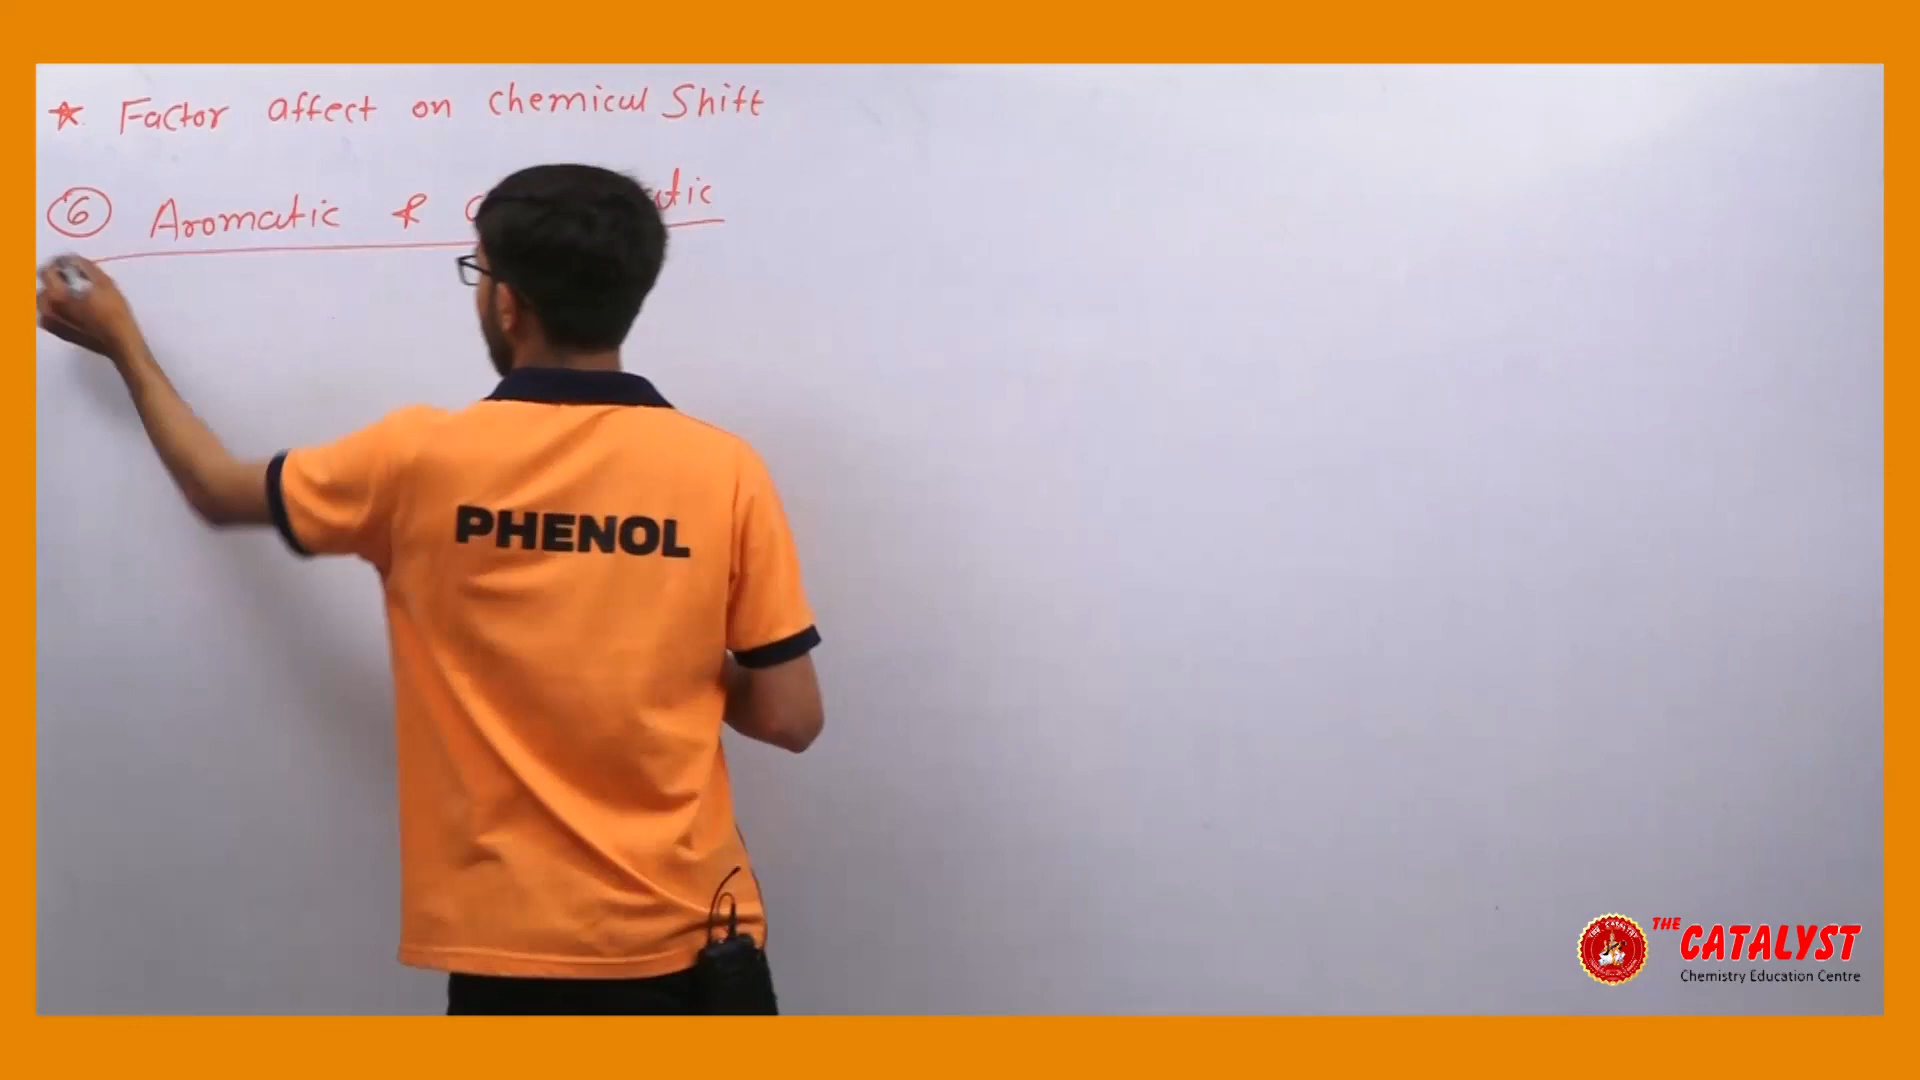 * Factor affect on chemical Shift
6 Aromatic &
PHENOL
THE CATALYST
Chemistry Education Centre